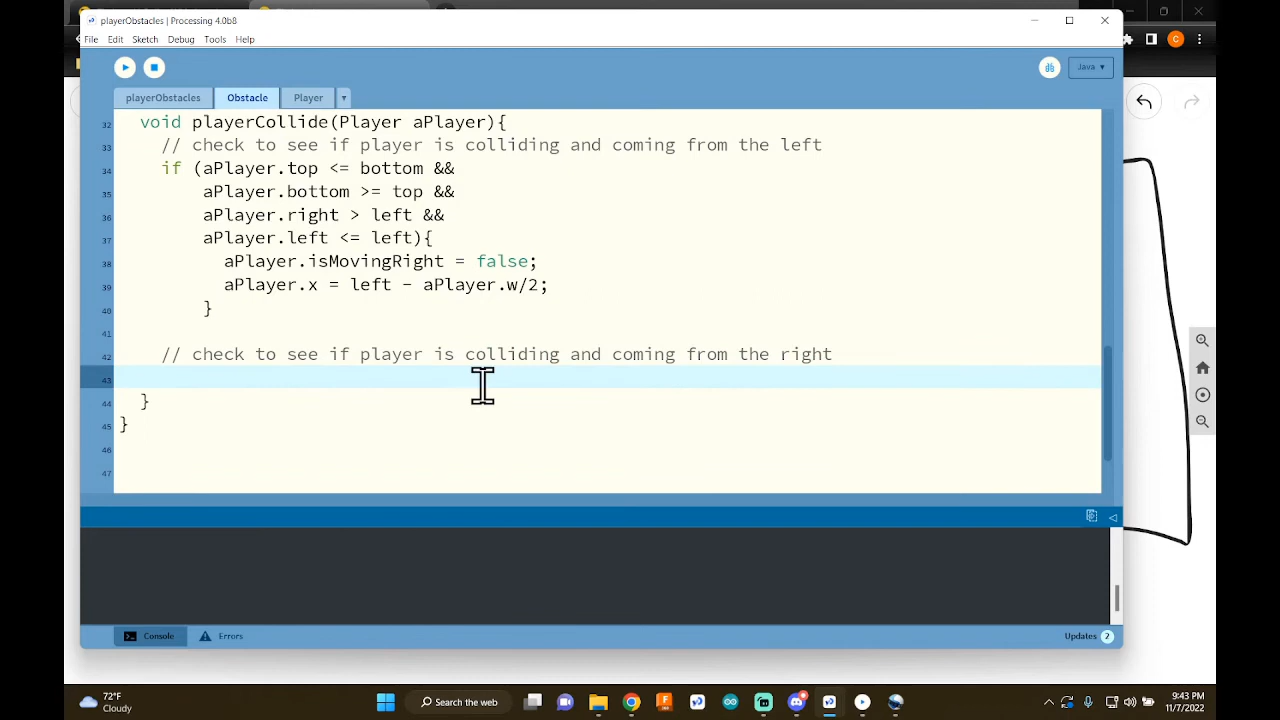 playerObstacles | Processing 4.0b8
File Edit Sketch Debug Tools Help
Java ▾
playerObstacles Obstacle Player ▾
32 void playerCollide(Player aPlayer){
33 // check to see if player is colliding and coming from the left
34 if (aPlayer.top <= bottom &&
35 aPlayer.bottom >= top &&
36 aPlayer.right > left &&
37 aPlayer.left <= left){
38 aPlayer.isMovingRight = false;
39 aPlayer.x = left - aPlayer.w/2;
40 }
41
42 // check to see if player is colliding and coming from the right
43
44 }
45 }
46
47
Console Errors Updates 2
72°F
Cloudy
Search the web
9:43 PM
11/7/2022
C